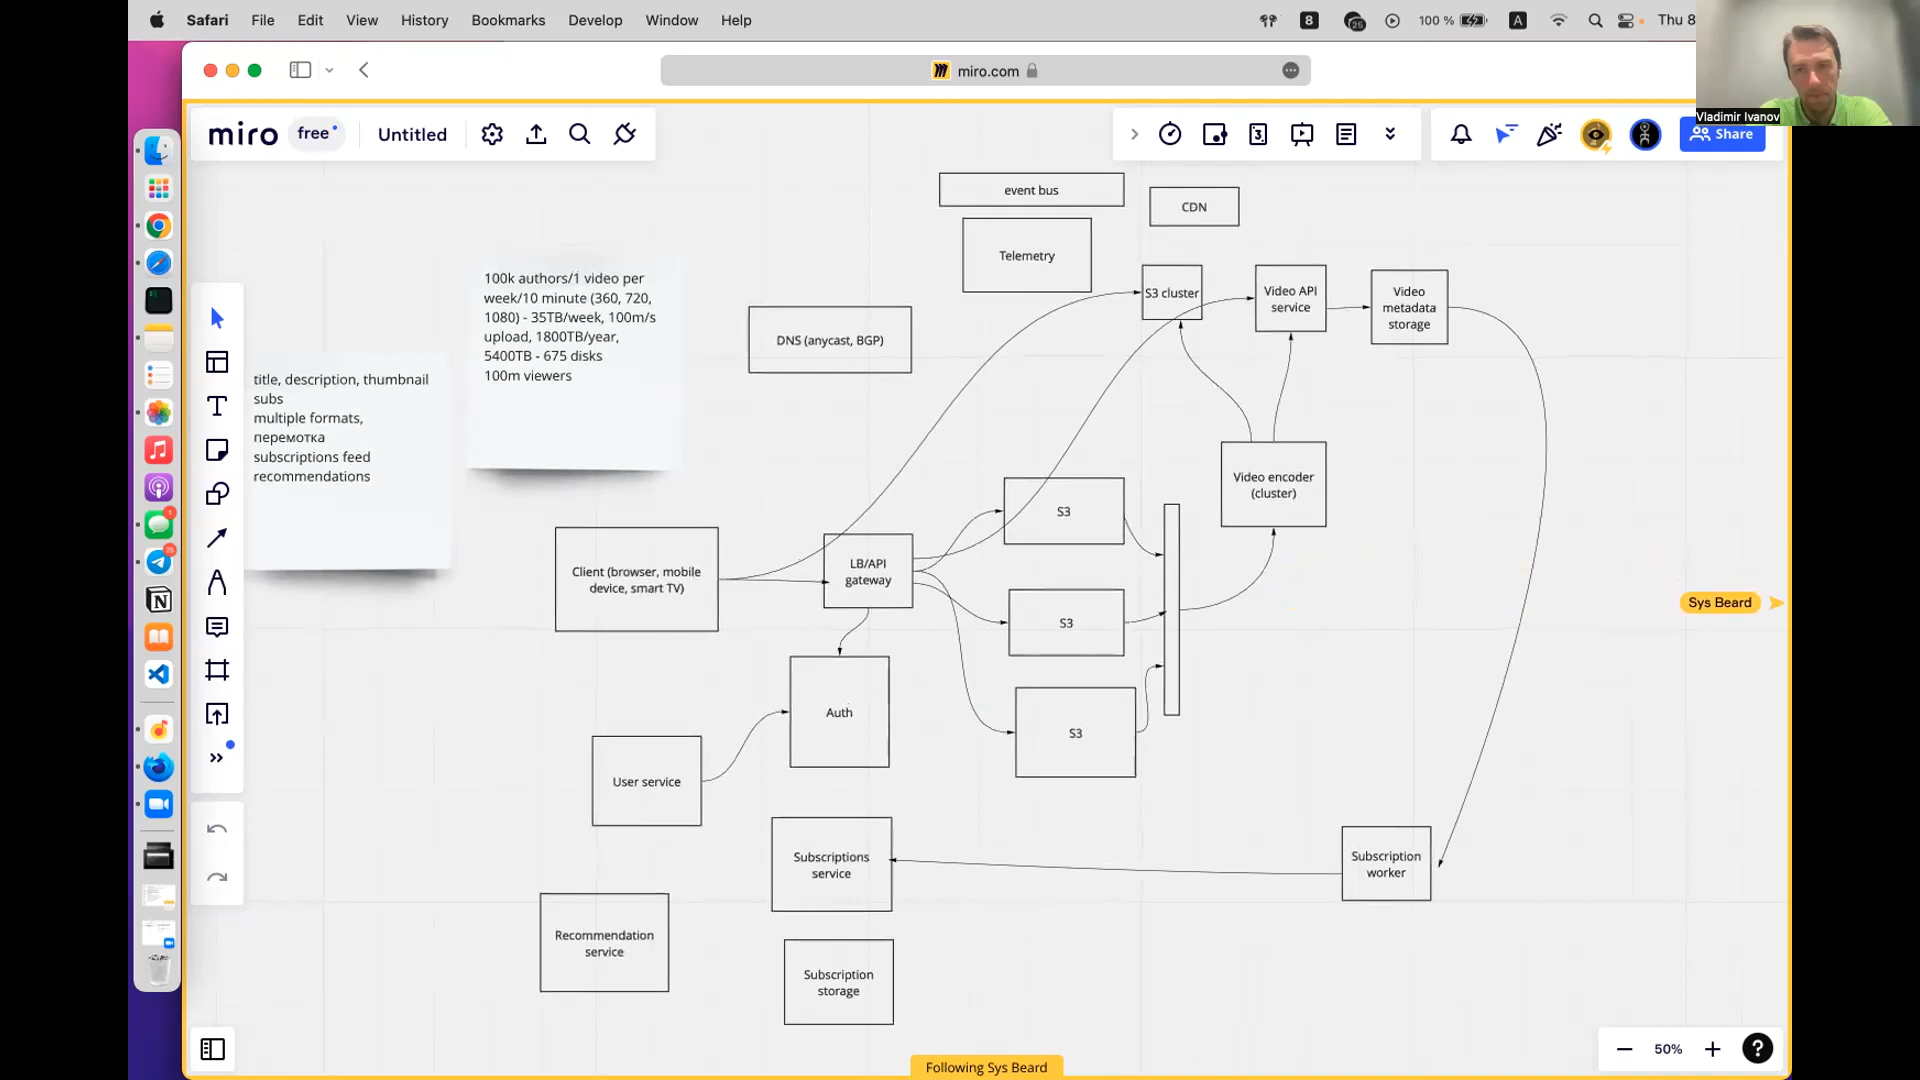 Safari File Edit View History Bookmarks Develop Window Help
8
25
100 %
A
Thu 8
miro.com
Vladimir Ivanov
miro free Untitled
3
Share
event bus
CDN
Telemetry
S3 cluster
Video API
service
Video
metadata
storage
100k authors/1 video per
week/10 minute (360, 720,
1080) - 35TB/week, 100m/s
upload, 1800TB/year,
5400TB - 675 disks
100m viewers
DNS (anycast, BGP)
title, description, thumbnail
subs
multiple formats,
перемотка
subscriptions feed
recommendations
Video encoder
(cluster)
S3
Client (browser, mobile
device, smart TV)
LB/API
gateway
S3
Sys Beard
Auth
S3
User service
Subscriptions
service
Subscription
worker
Recommendation
service
Subscription
storage
50%
?
Following Sys Beard